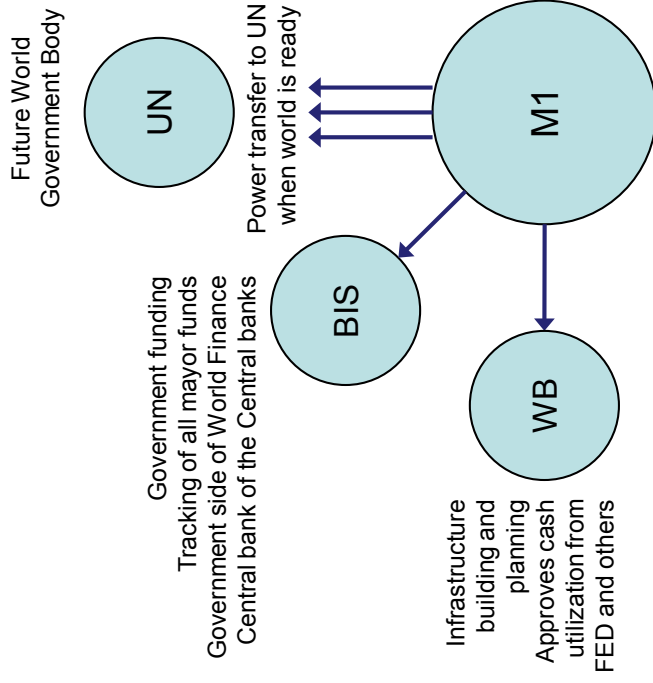 Future World
Government Body
UN
Power transfer to UN
when world is ready
M1
Government funding
Tracking of all mayor funds
Government side of World Finance
Central bank of the Central banks
BIS
Infrastructure
building and
planning
Approves cash
utilization from
FED and others
WB